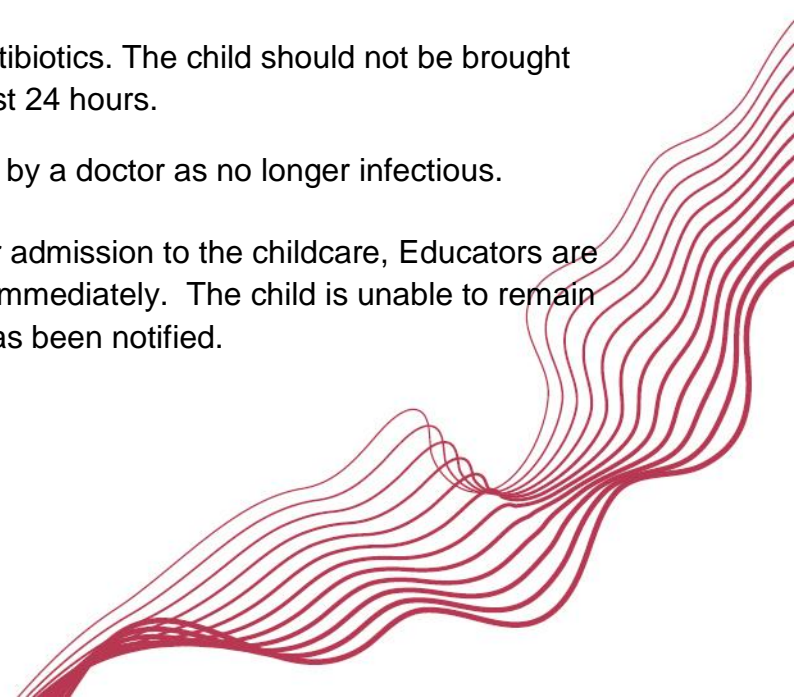 tibiotics. The child should not be brought
st 24 hours.
by a doctor as no longer infectious.
r admission to the childcare, Educators are
mmediately.  The child is unable to remain
as been notified.